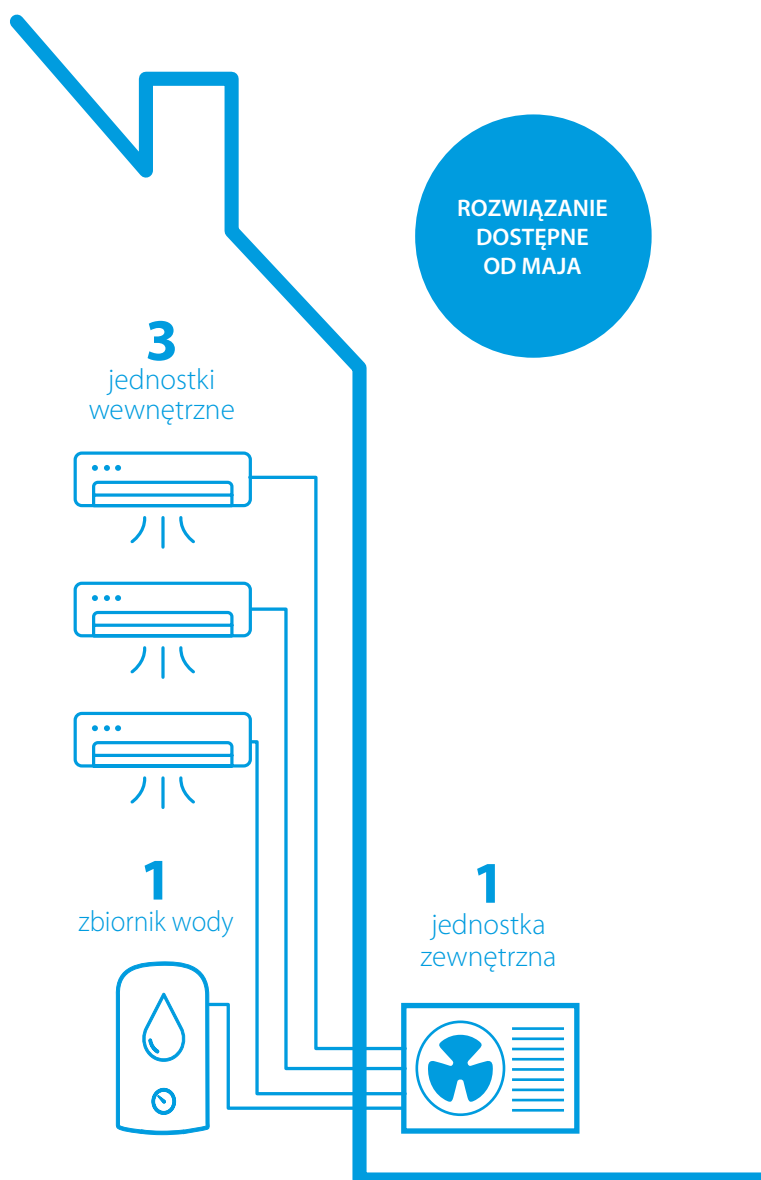 ROZWIĄZANIE
DOSTĘPNE
OD MAJA
3
jednostki
wewnętrzne
1
zbiornik wody
1
jednostka
zewnętrzna